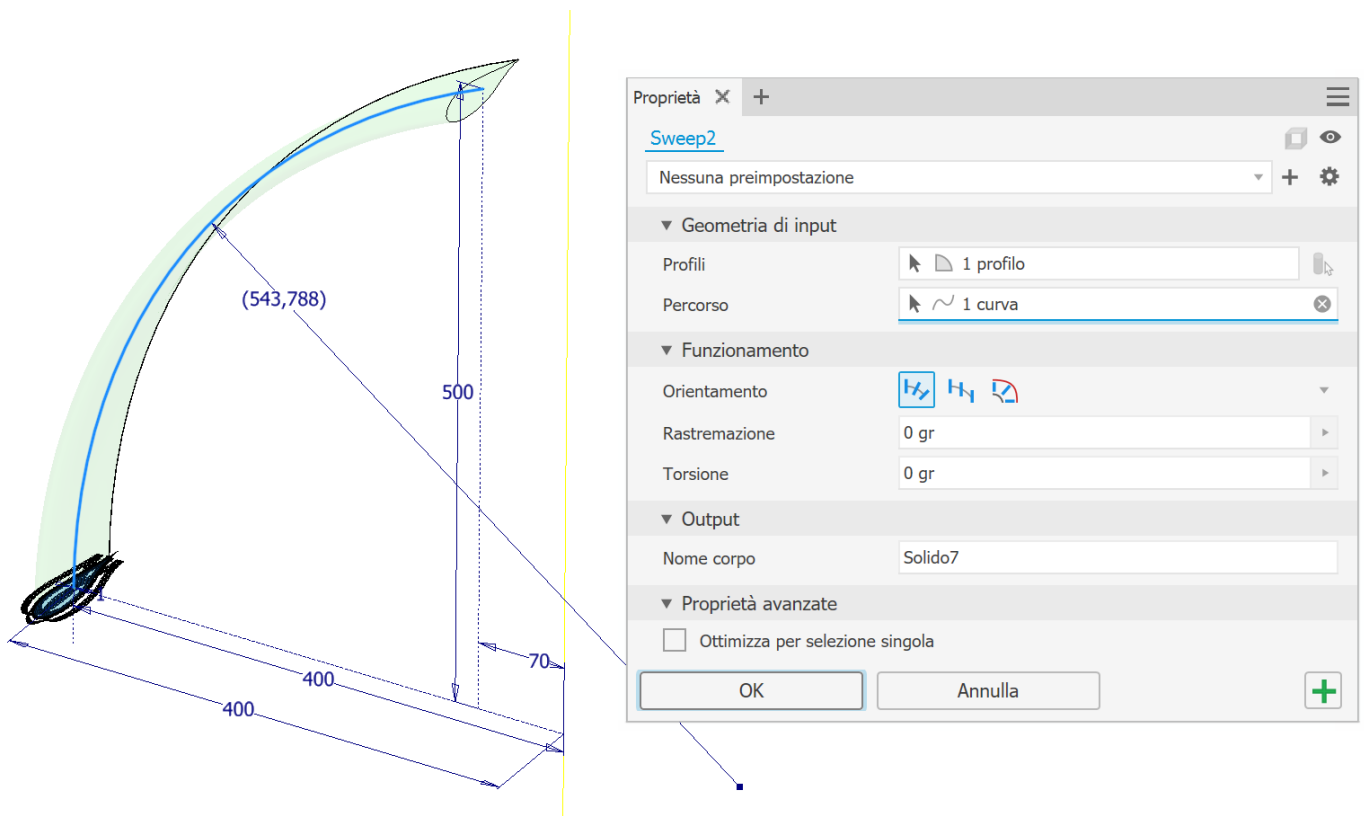 (543,788)
500
70
400
400
1
Proprietà
Sweep2
Nessuna preimpostazione
Geometria di input
Profili 1 profilo
Percorso 1 curva
Funzionamento
Orientamento
Rastremazione 0 gr
Torsione 0 gr
Output
Nome corpo Solido7
Proprietà avanzate
Ottimizza per selezione singola
OK Annulla